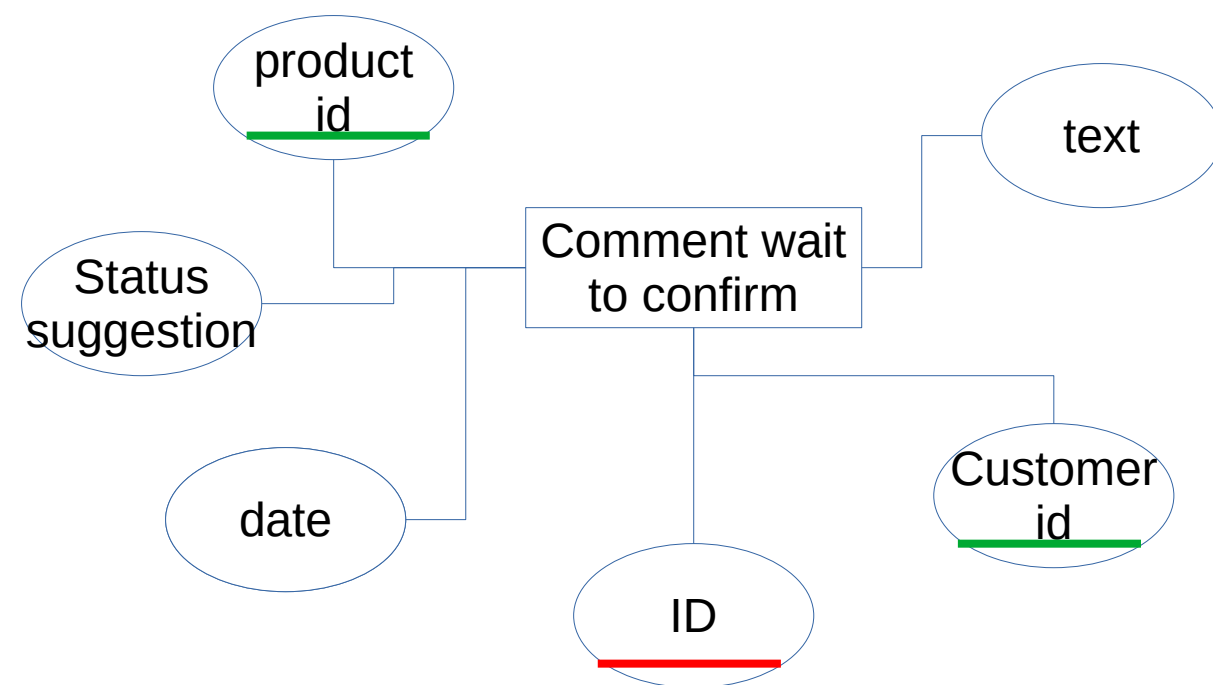 product
id
text
Comment wait
to confirm
Status
suggestion
Customer
id
date
ID